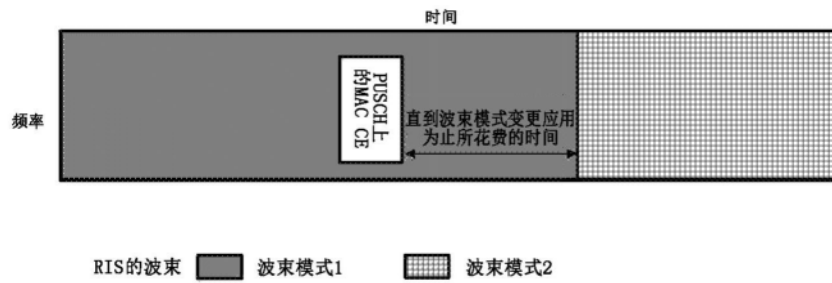 时间
频率
PUSCH上
的MAC CE
直到波束模式变更应用
为止所花费的时间
RIS的波束
波束模式1
波束模式2